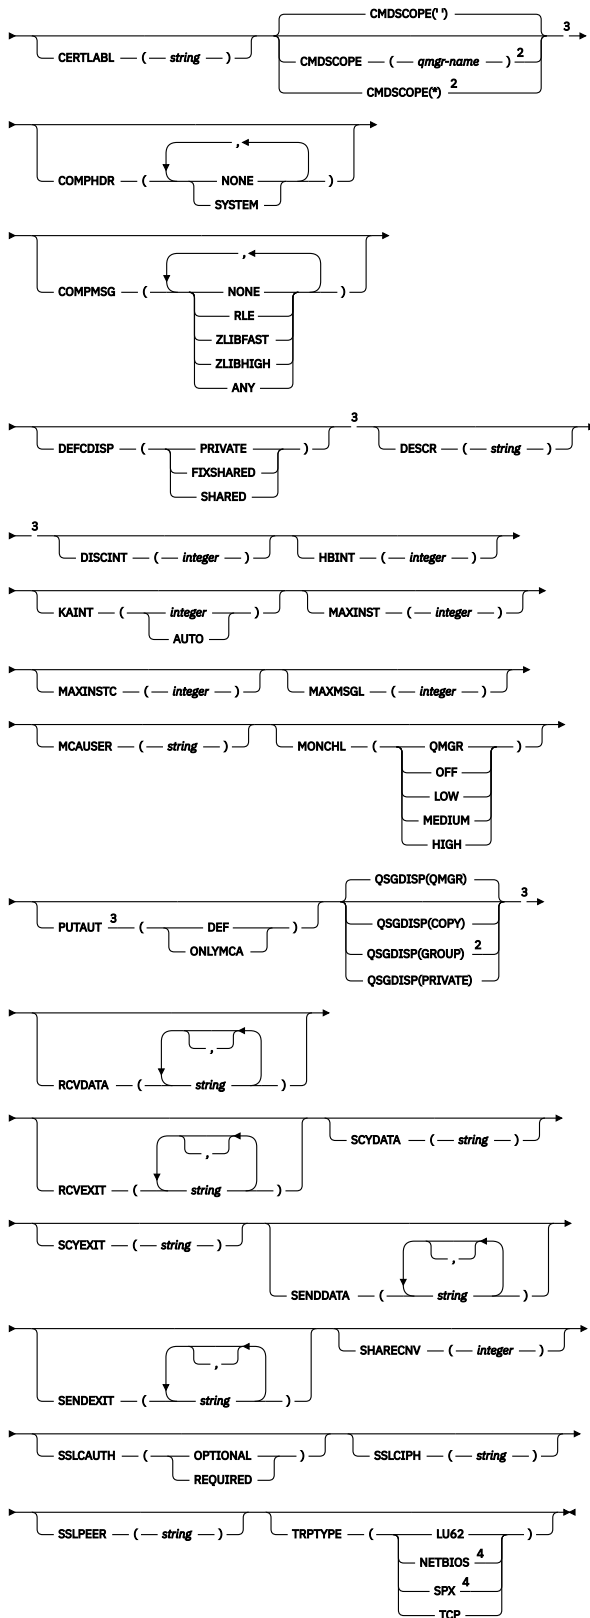 CMDSCOPE(' ')
3
CERTLABL ( string )
CMDSCOPE ( qmgr-name ) 2
CMDSCOPE(*) 2
,
COMPHDR ( NONE )
SYSTEM
,
COMPMSG ( NONE )
RLE
ZLIBFAST
ZLIBHIGH
ANY
3
DEFCDISP ( PRIVATE ) DESCR ( string )
FIXSHARED
SHARED
3
DISCINT ( integer ) HBINT ( integer )
KAINT ( integer ) MAXINST ( integer )
AUTO
MAXINSTC ( integer ) MAXMSGL ( integer )
MCAUSER ( string ) MONCHL ( QMGR )
OFF
LOW
MEDIUM
HIGH
QSGDISP(QMGR)
3
PUTAUT 3 ( DEF ) QSGDISP(COPY)
ONLYMCA QSGDISP(GROUP) 2
QSGDISP(PRIVATE)
,
RCVDATA ( string )
,
SCYDATA ( string )
RCVEXIT ( string )
SCYEXIT ( string )
,
SENDDATA ( string )
,
SHARECNV ( integer )
SENDEXIT ( string )
SSLCAUTH ( OPTIONAL ) SSLCIPH ( string )
REQUIRED
SSLPEER ( string ) TRPTYPE ( LU62 )
NETBIOS 4
SPX 4
TCP